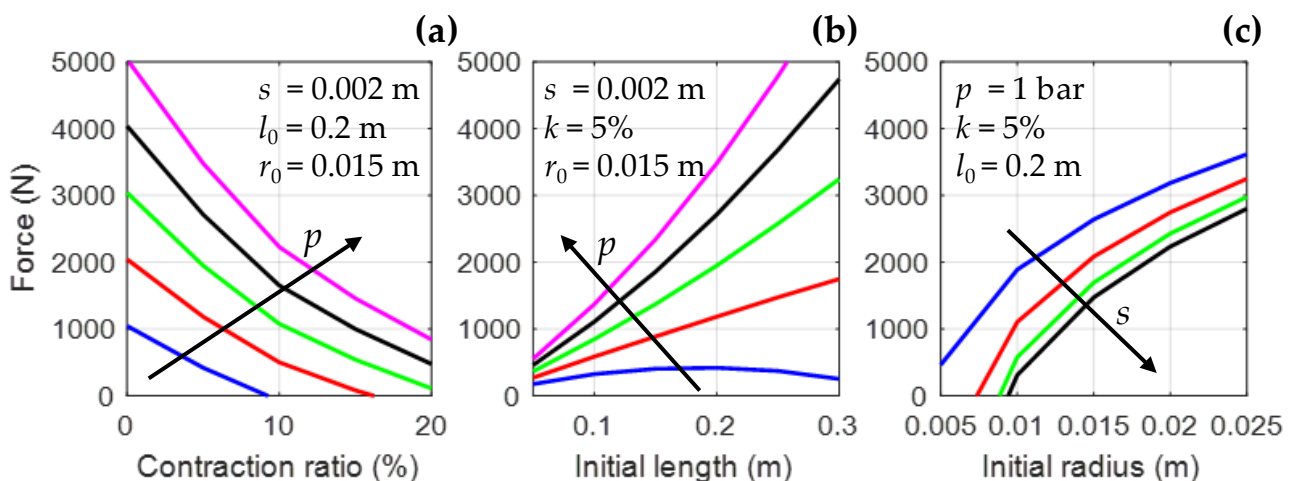 (a)
5000
4000
3000
2000
1000
0
Force (N)
s = 0.002 m
l0 = 0.2 m
r0 = 0.015 m
p
0 10 20
Contraction ratio (%)
(b)
5000
4000
3000
2000
1000
0
s = 0.002 m
k = 5%
r0 = 0.015 m
p
0.1 0.2 0.3
Initial length (m)
(c)
5000
4000
3000
2000
1000
0
p = 1 bar
k = 5%
l0 = 0.2 m
s
0.005 0.01 0.015 0.02 0.025
Initial radius (m)